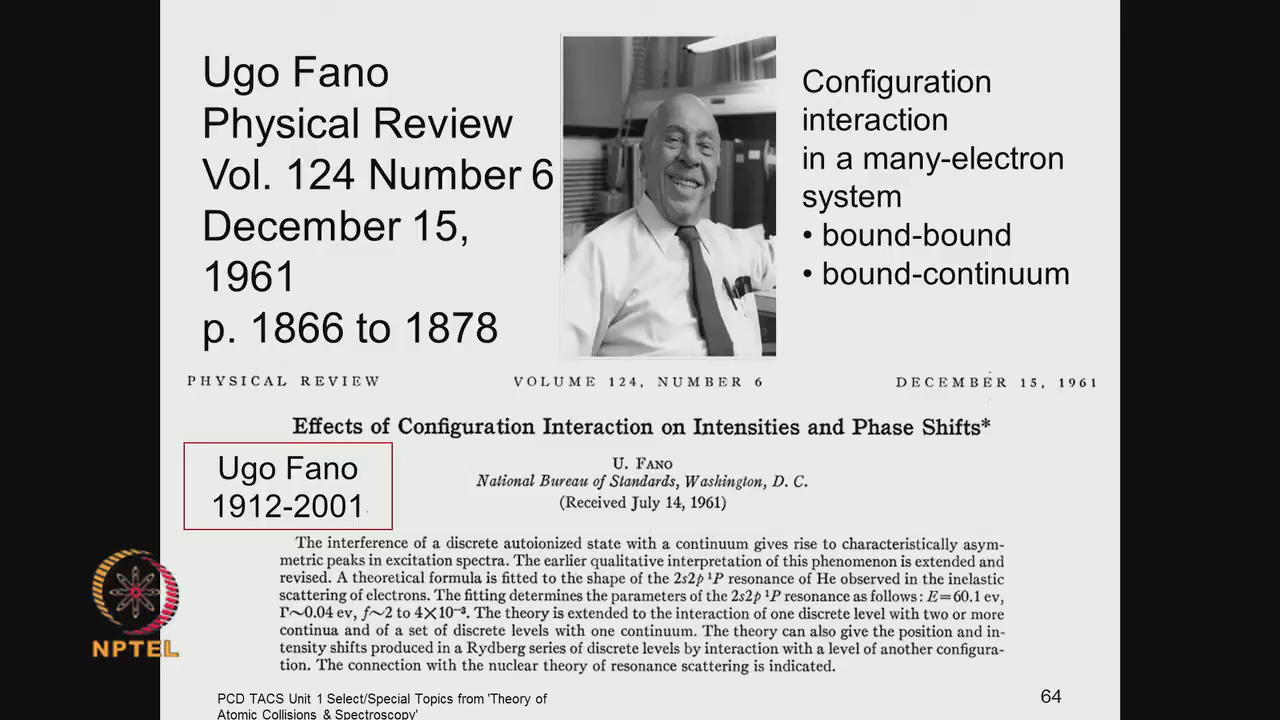 Ugo Fano
Physical Review
Vol. 124 Number 6
December 15,
1961
p. 1866 to 1878
Configuration
interaction
in a many-electron
system
• bound-bound
• bound-continuum
PHYSICAL REVIEW VOLUME 124, NUMBER 6 DECEMBER 15, 1961
Effects of Configuration Interaction on Intensities and Phase Shifts*
Ugo Fano
1912-2001
U. FANO
National Bureau of Standards, Washington, D. C.
(Received July 14, 1961)
The interference of a discrete autoionized state with a continuum gives rise to characteristically asym-
metric peaks in excitation spectra. The earlier qualitative interpretation of this phenomenon is extended and
revised. A theoretical formula is fitted to the shape of the 2s2p ¹P resonance of He observed in the inelastic
scattering of electrons. The fitting determines the parameters of the 2s2p ¹P resonance as follows: E=60.1 ev,
Γ∼0.04 ev, f∼2 to 4×10⁻³. The theory is extended to the interaction of one discrete level with two or more
continua and of a set of discrete levels with one continuum. The theory can also give the position and in-
tensity shifts produced in a Rydberg series of discrete levels by interaction with a level of another configura-
tion. The connection with the nuclear theory of resonance scattering is indicated.
NPTEL
PCD TACS Unit 1 Select/Special Topics from 'Theory of
Atomic Collisions & Spectroscopy'
64